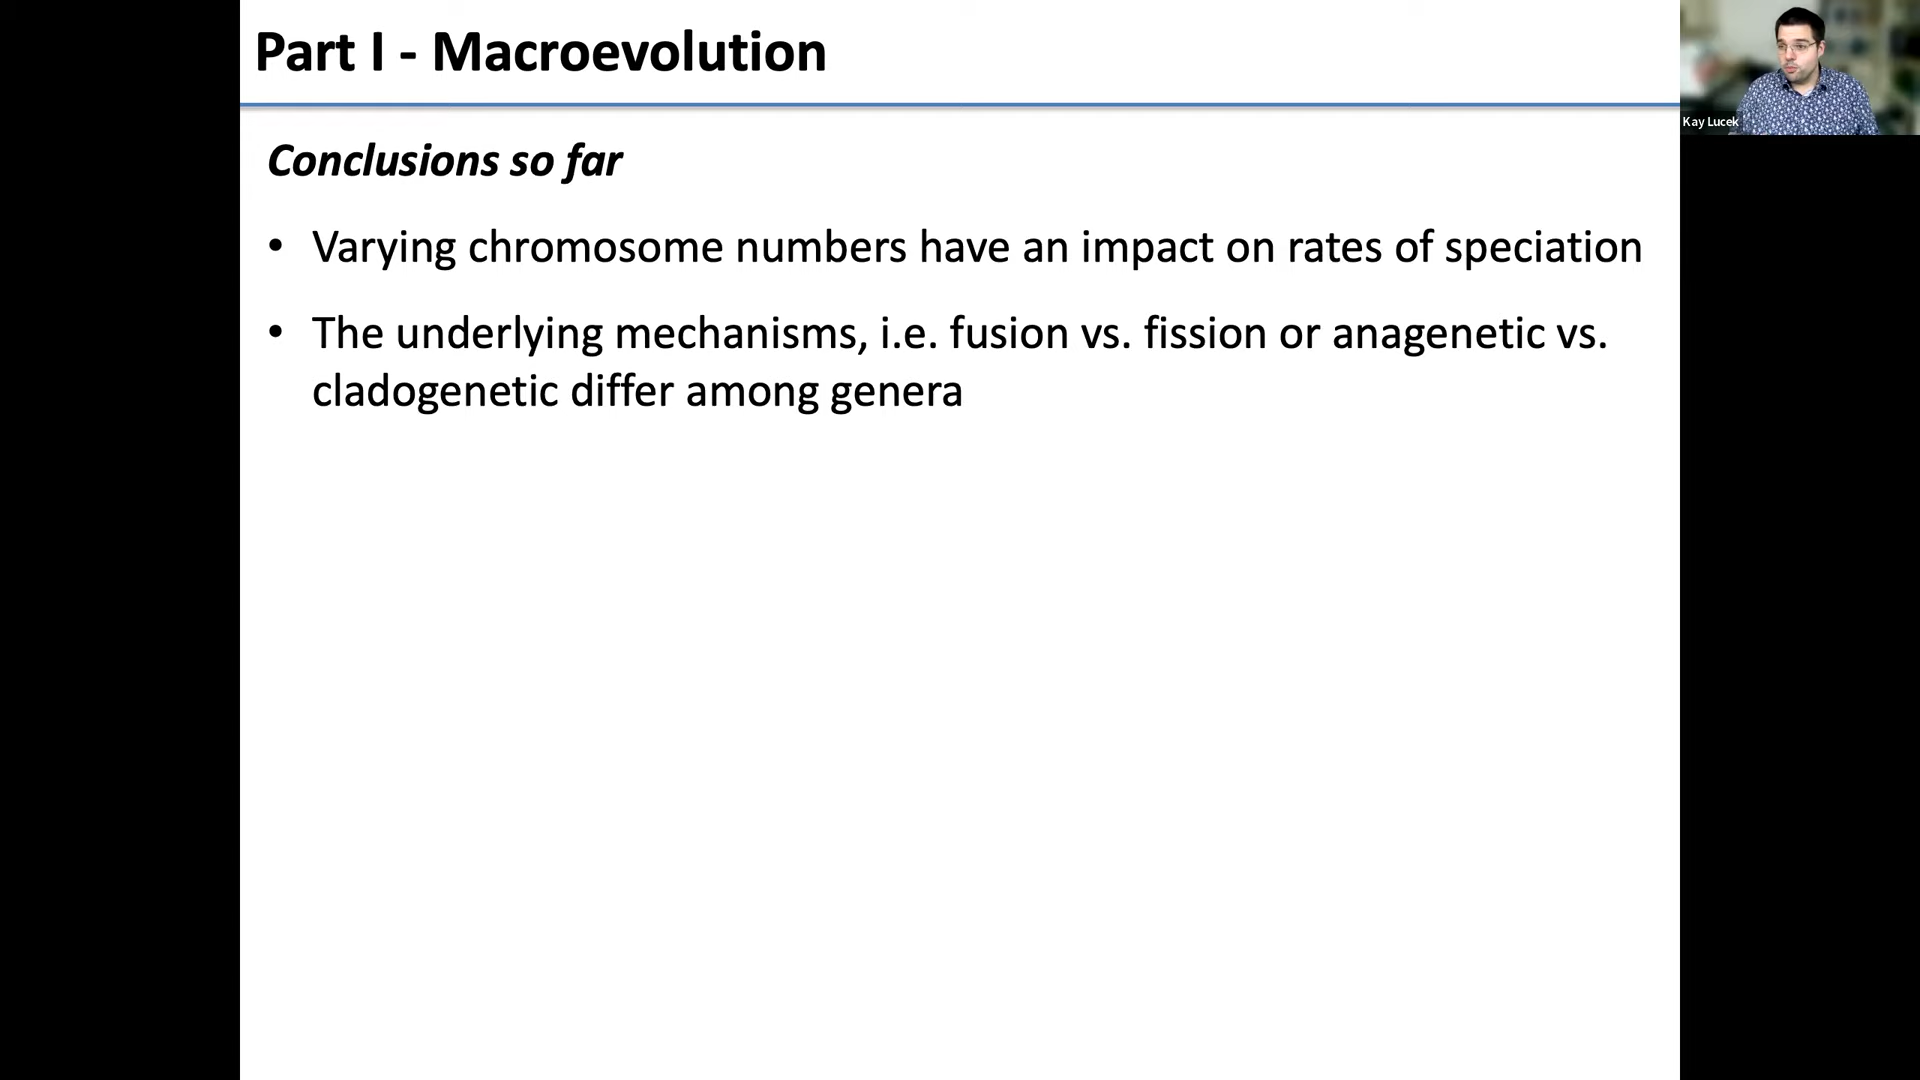 Part I - Macroevolution
Kay Lucek
Conclusions so far
• Varying chromosome numbers have an impact on rates of speciation
• The underlying mechanisms, i.e. fusion vs. fission or anagenetic vs.
cladogenetic differ among genera